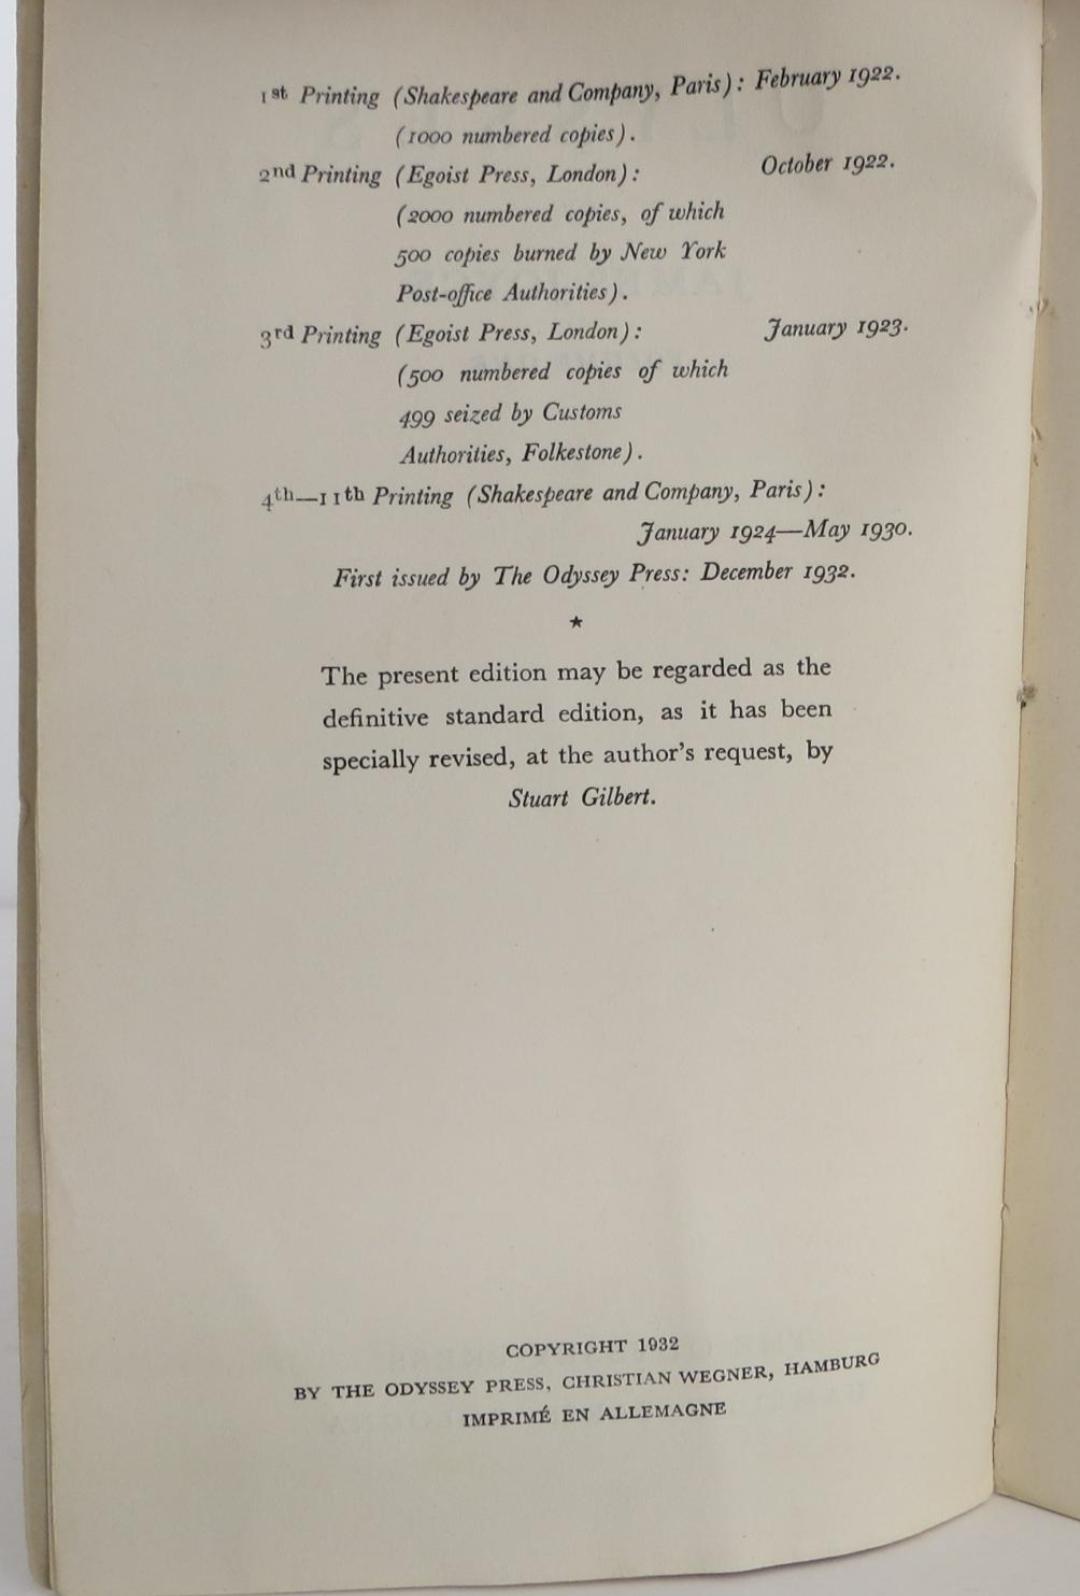 1st Printing (Shakespeare and Company, Paris): February 1922.
(1000 numbered copies).
2nd Printing (Egoist Press, London): October 1922.
(2000 numbered copies, of which
500 copies burned by New York
Post-office Authorities).
3rd Printing (Egoist Press, London): January 1923.
(500 numbered copies of which
499 seized by Customs
Authorities, Folkestone).
4th—11th Printing (Shakespeare and Company, Paris):
January 1924—May 1930.
First issued by The Odyssey Press: December 1932.
★
The present edition may be regarded as the
definitive standard edition, as it has been
specially revised, at the author's request, by
Stuart Gilbert.
COPYRIGHT 1932
BY THE ODYSSEY PRESS, CHRISTIAN WEGNER, HAMBURG
IMPRIMÉ EN ALLEMAGNE